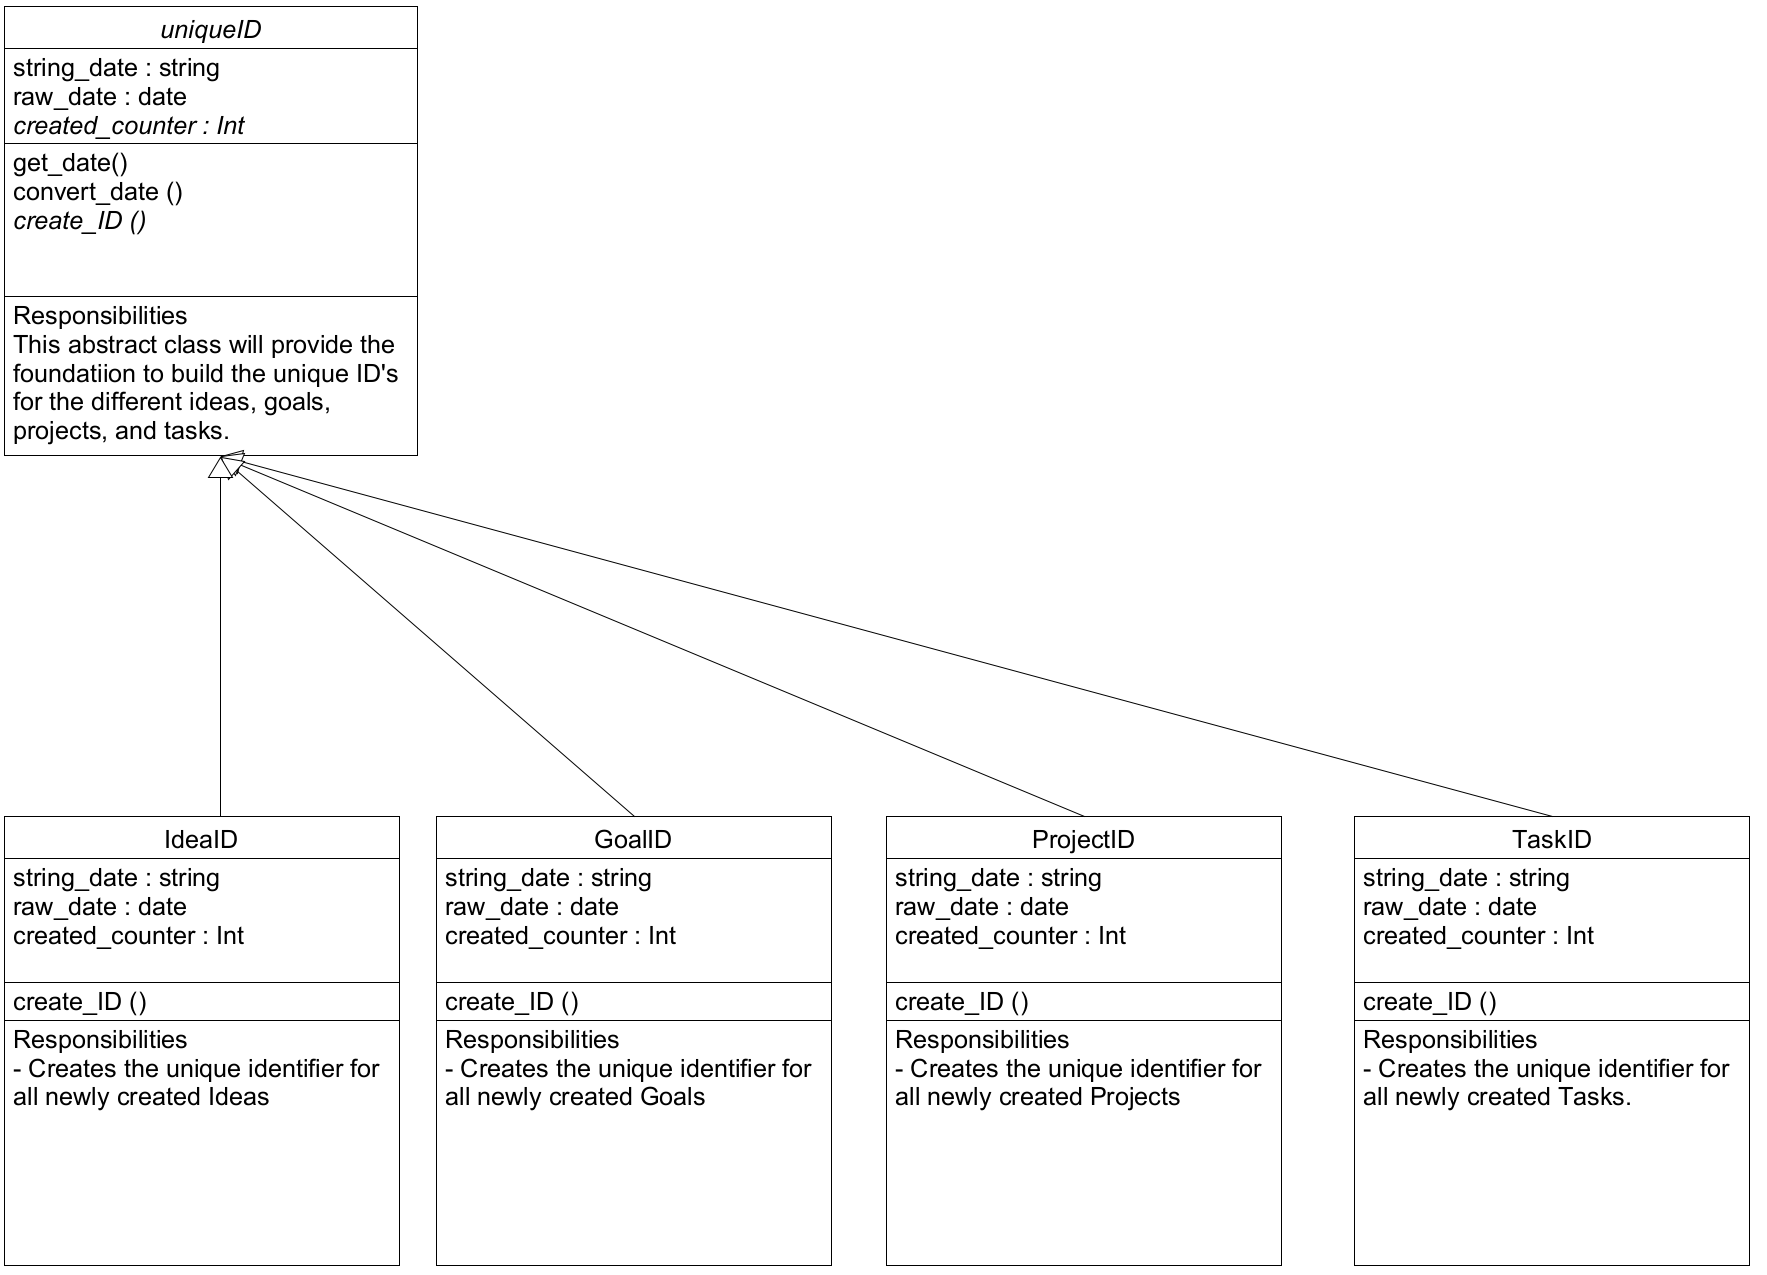 uniqueID
string_date : string
raw_date : date
created_counter : Int
get_date()
convert_date ()
create_ID ()
Responsibilities
This abstract class will provide the
foundatiion to build the unique ID's
for the different ideas, goals,
projects, and tasks.
IdeaID
string_date : string
raw_date : date
created_counter : Int
create_ID ()
Responsibilities
- Creates the unique identifier for
all newly created Ideas
GoalID
string_date : string
raw_date : date
created_counter : Int
create_ID ()
Responsibilities
- Creates the unique identifier for
all newly created Goals
ProjectID
string_date : string
raw_date : date
created_counter : Int
create_ID ()
Responsibilities
- Creates the unique identifier for
all newly created Projects
TaskID
string_date : string
raw_date : date
created_counter : Int
create_ID ()
Responsibilities
- Creates the unique identifier for
all newly created Tasks.